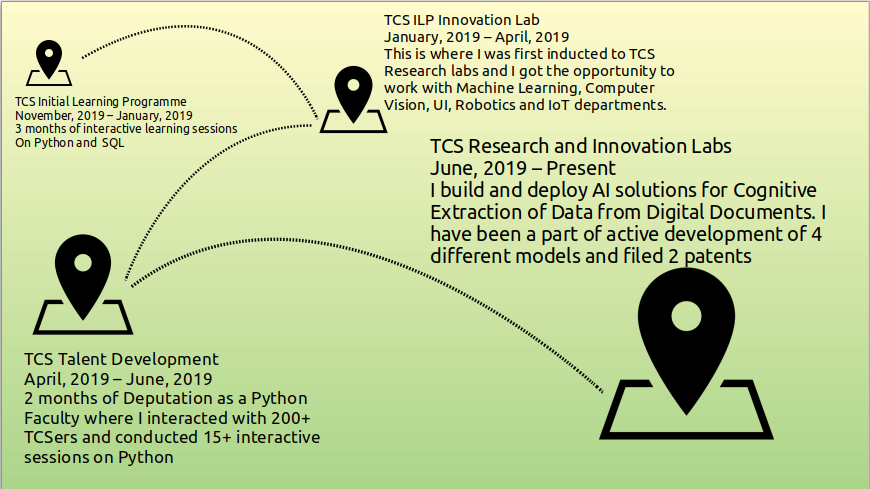 TCS Initial Learning Programme
November, 2019 – January, 2019
3 months of interactive learning sessions
On Python and SQL
TCS ILP Innovation Lab
January, 2019 – April, 2019
This is where I was first inducted to TCS
Research labs and I got the opportunity to
work with Machine Learning, Computer
Vision, UI, Robotics and IoT departments.
TCS Talent Development
April, 2019 – June, 2019
2 months of Deputation as a Python
Faculty where I interacted with 200+
TCSers and conducted 15+ interactive
sessions on Python
TCS Research and Innovation Labs
June, 2019 – Present
I build and deploy AI solutions for Cognitive
Extraction of Data from Digital Documents. I
have been a part of active development of 4
different models and filed 2 patents